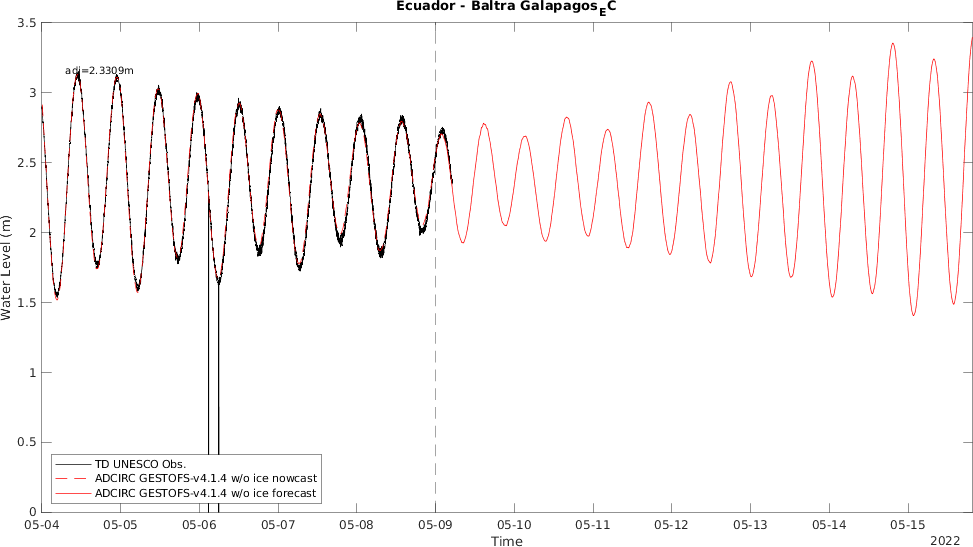 Ecuador - Baltra Galapagos_EC
adj=2.3309m
3.5
3
2.5
2
1.5
1
0.5
0
Water Level (m)
TD UNESCO Obs.
ADCIRC GESTOFS-v4.1.4 w/o ice nowcast
ADCIRC GESTOFS-v4.1.4 w/o ice forecast
05-04 05-05 05-06 05-07 05-08 05-09 05-10 05-11 05-12 05-13 05-14 05-15
Time
2022